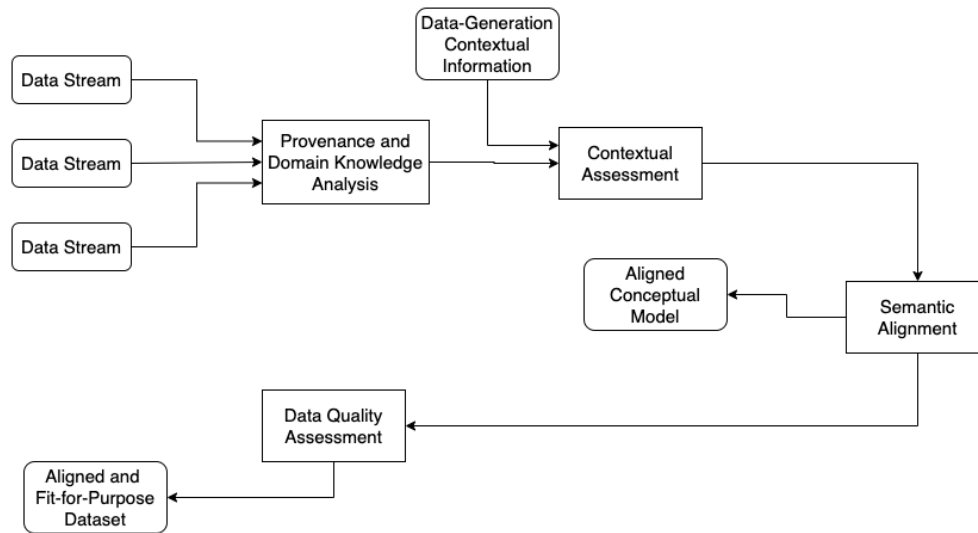 Data-Generation
Contextual
Information
Data Stream
Data Stream
Data Stream
Provenance and
Domain Knowledge
Analysis
Contextual
Assessment
Aligned
Conceptual
Model
Semantic
Alignment
Data Quality
Assessment
Aligned and
Fit-for-Purpose
Dataset